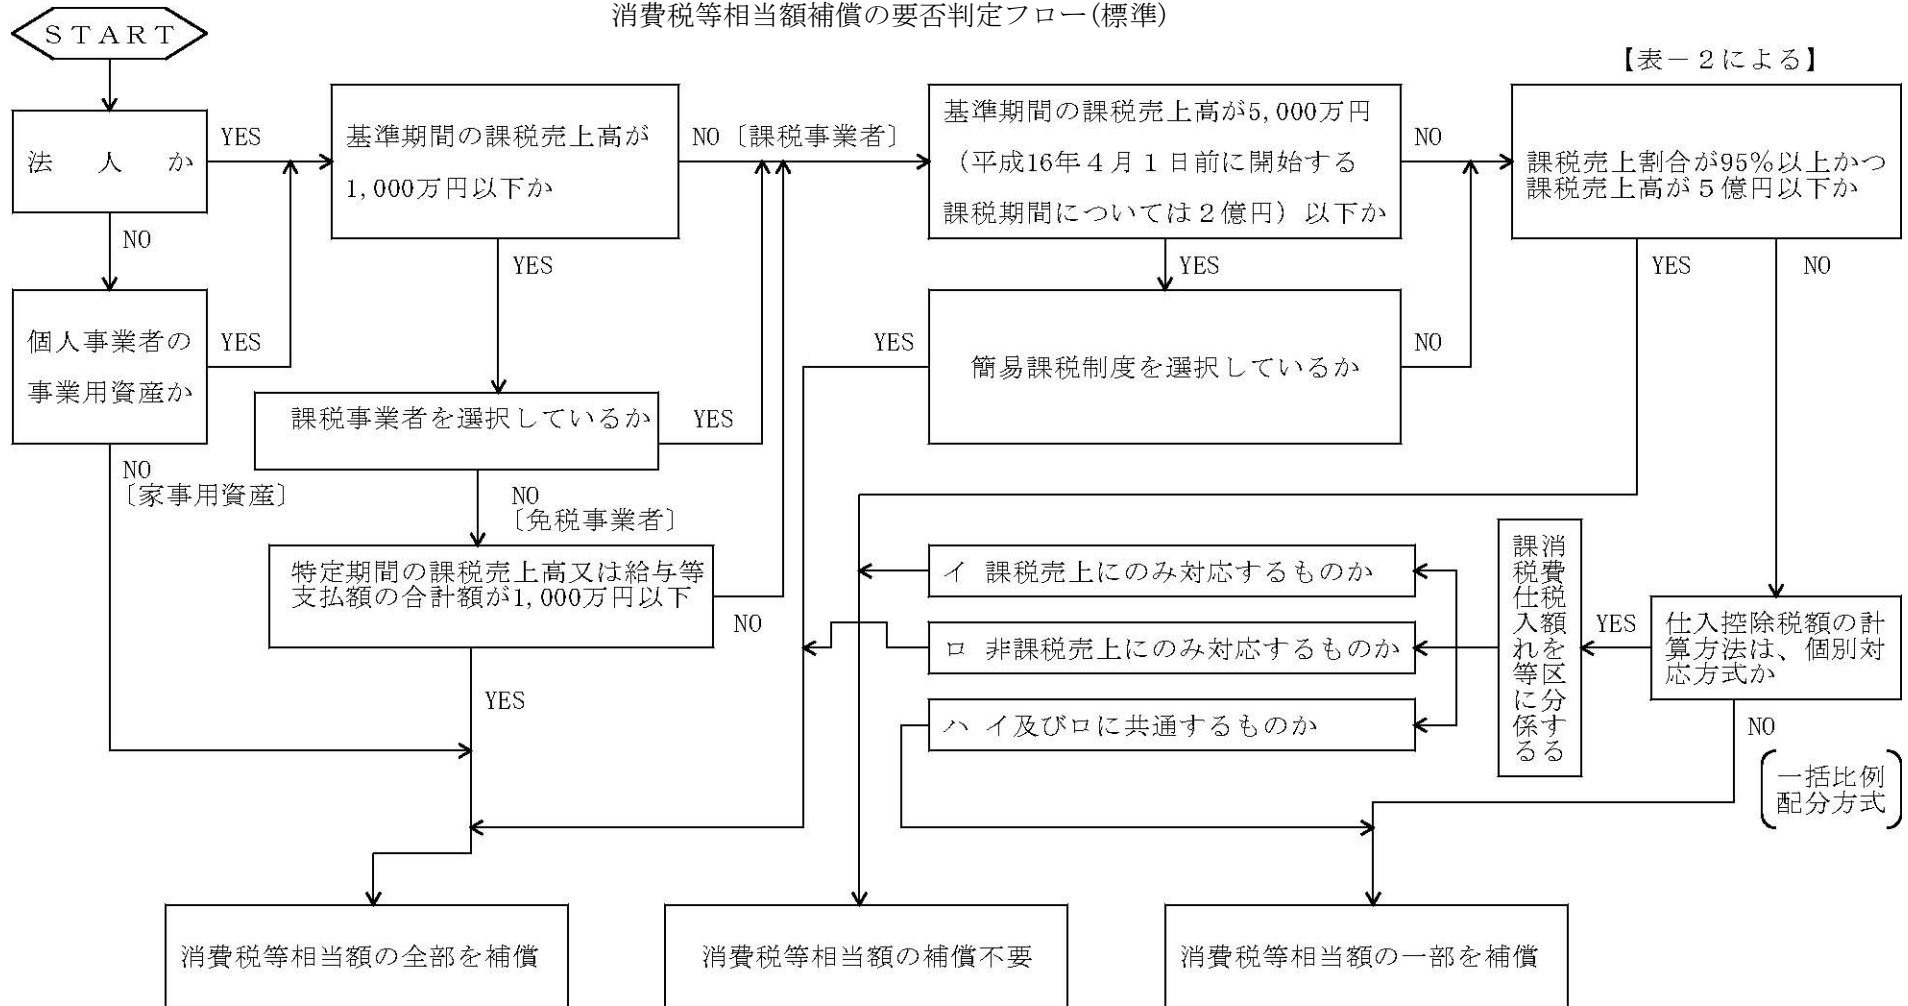 消費税等相当額補償の要否判定フロー(標準)
START
【表－２による】
法　人　か
YES
NO
基準期間の課税売上高が
1,000万円以下か
NO〔課税事業者〕
YES
基準期間の課税売上高が5,000万円
（平成16年４月１日前に開始する
課税期間については２億円）以下か
NO
YES
課税売上割合が95%以上かつ
課税売上高が５億円以下か
YES
NO
個人事業者の
事業用資産か
YES
NO
〔家事用資産〕
課税事業者を選択しているか
YES
NO
〔免税事業者〕
簡易課税制度を選択しているか
YES
NO
特定期間の課税売上高又は給与等
支払額の合計額が1,000万円以下
NO
YES
イ 課税売上にのみ対応するものか
ロ 非課税売上にのみ対応するものか
ハ イ及びロに共通するものか
消費税額を区分する
課税仕入れ等に係る
YES
仕入控除税額の計
算方法は、個別対
応方式か
NO
一括比例
配分方式
消費税等相当額の全部を補償
消費税等相当額の補償不要
消費税等相当額の一部を補償